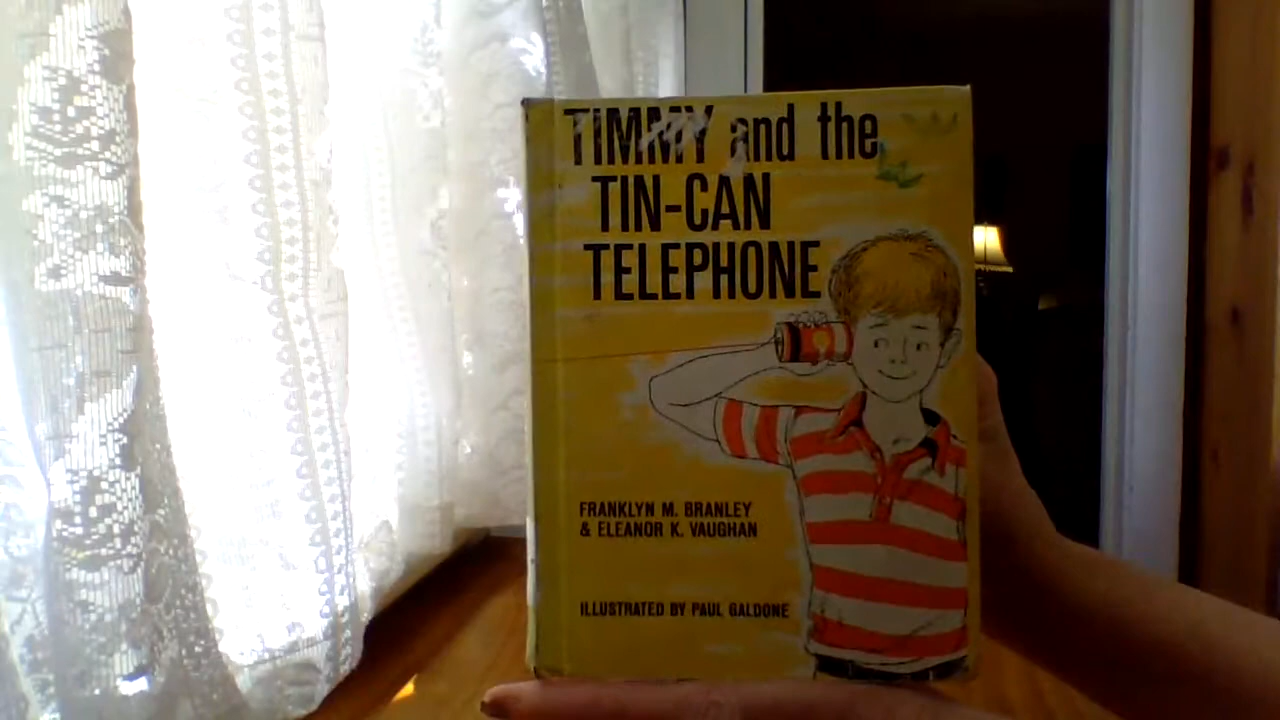 TIMMY and the
TIN-CAN
TELEPHONE
FRANKLYN M. BRANLEY
& ELEANOR K. VAUGHAN
ILLUSTRATED BY PAUL GALDONE